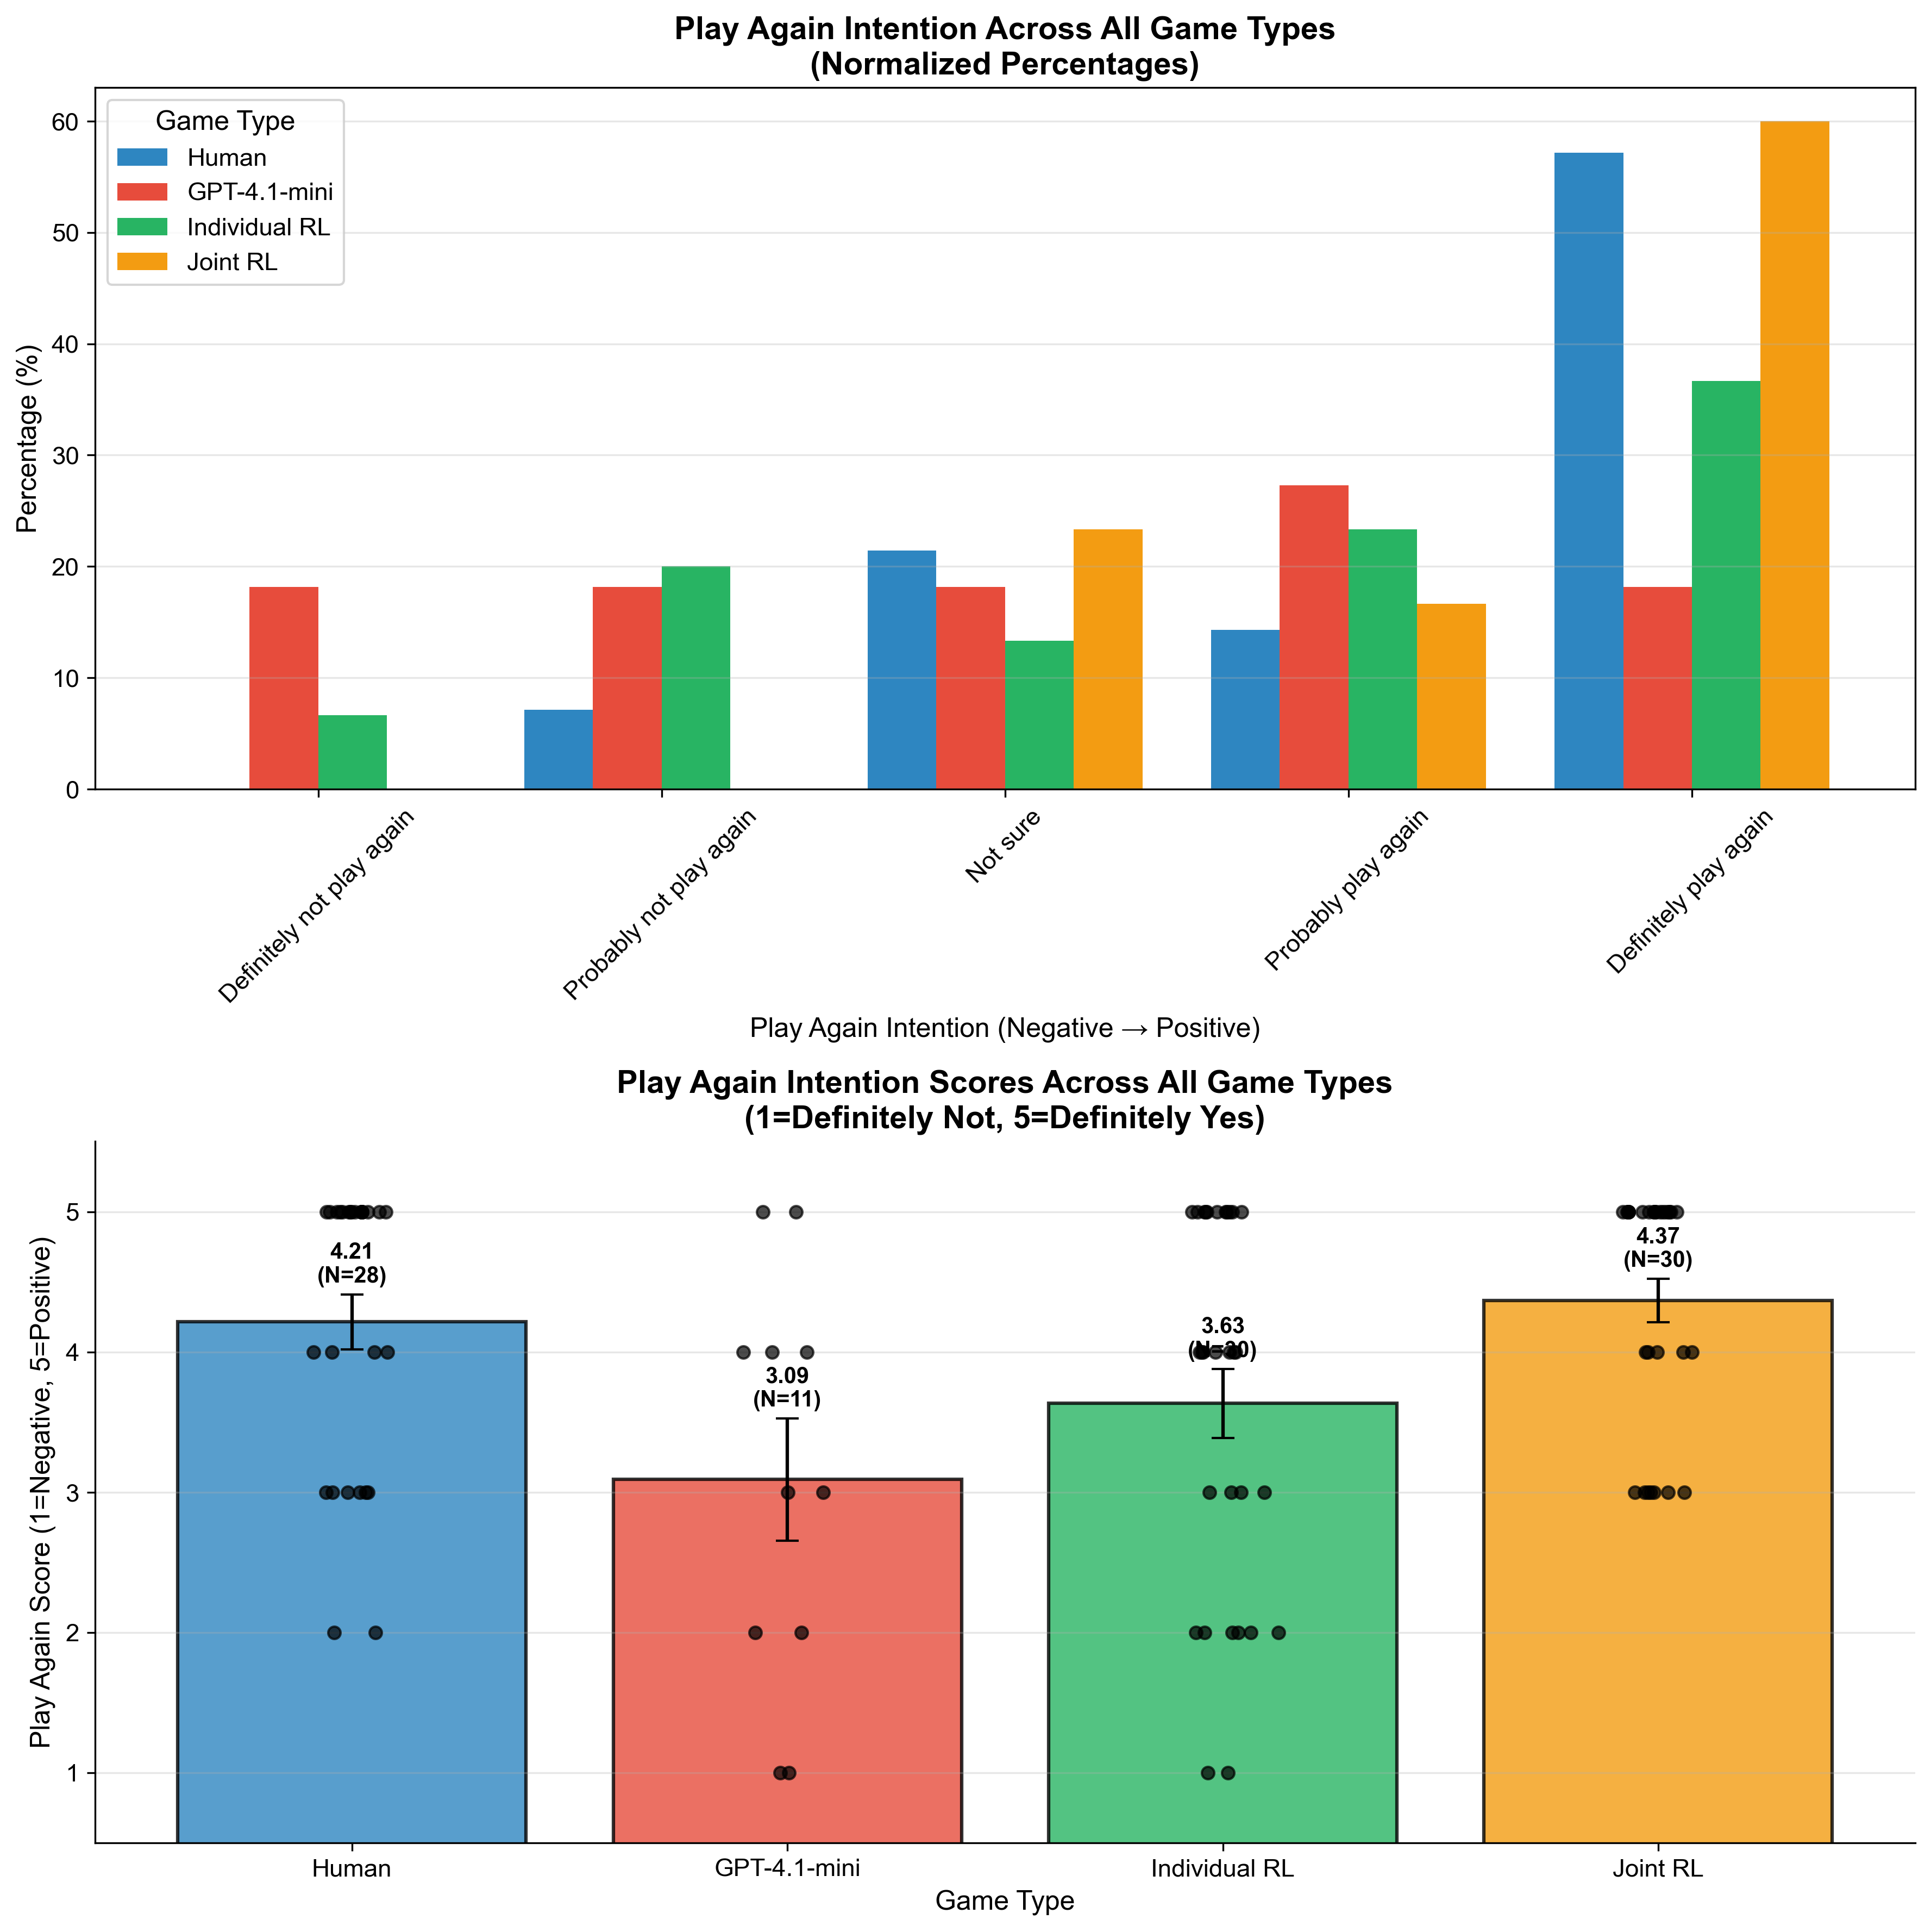 Play Again Intention Across All Game Types
(Normalized Percentages)
Percentage (%)
60
50
40
30
20
10
0
Game Type
Human
GPT-4.1-mini
Individual RL
Joint RL
Definitely not play again
Probably not play again
Not sure
Probably play again
Definitely play again
Play Again Intention (Negative → Positive)
Play Again Intention Scores Across All Game Types
(1=Definitely Not, 5=Definitely Yes)
Play Again Score (1=Negative, 5=Positive)
5
4
3
2
1
4.21
(N=28)
3.09
(N=11)
3.63
(N=30)
4.37
(N=30)
Human
GPT-4.1-mini
Individual RL
Joint RL
Game Type